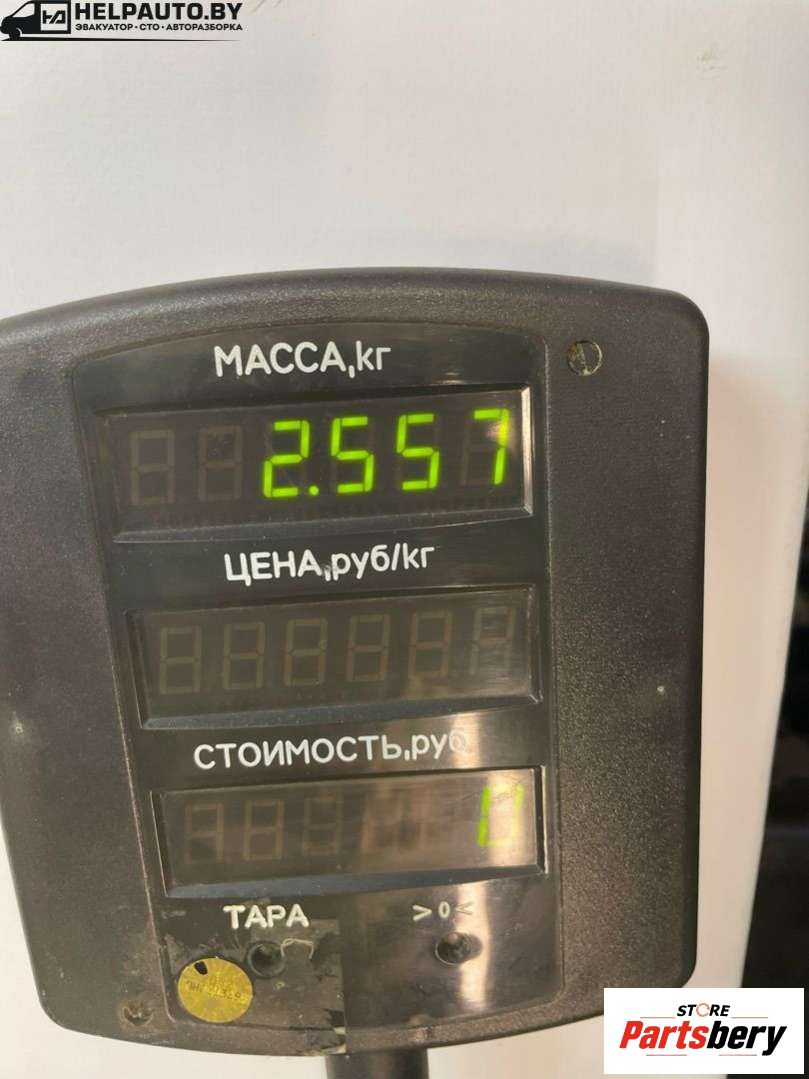 HELPAUTO.BY
ЭВАКУАТОР•СТО•АВТОРАЗБОРКА
МАССА,кг
2.557
ЦЕНА,руб/кг
СТОИМОСТЬ,руб
0
ТАРА
>0<
STORE
Partsbery